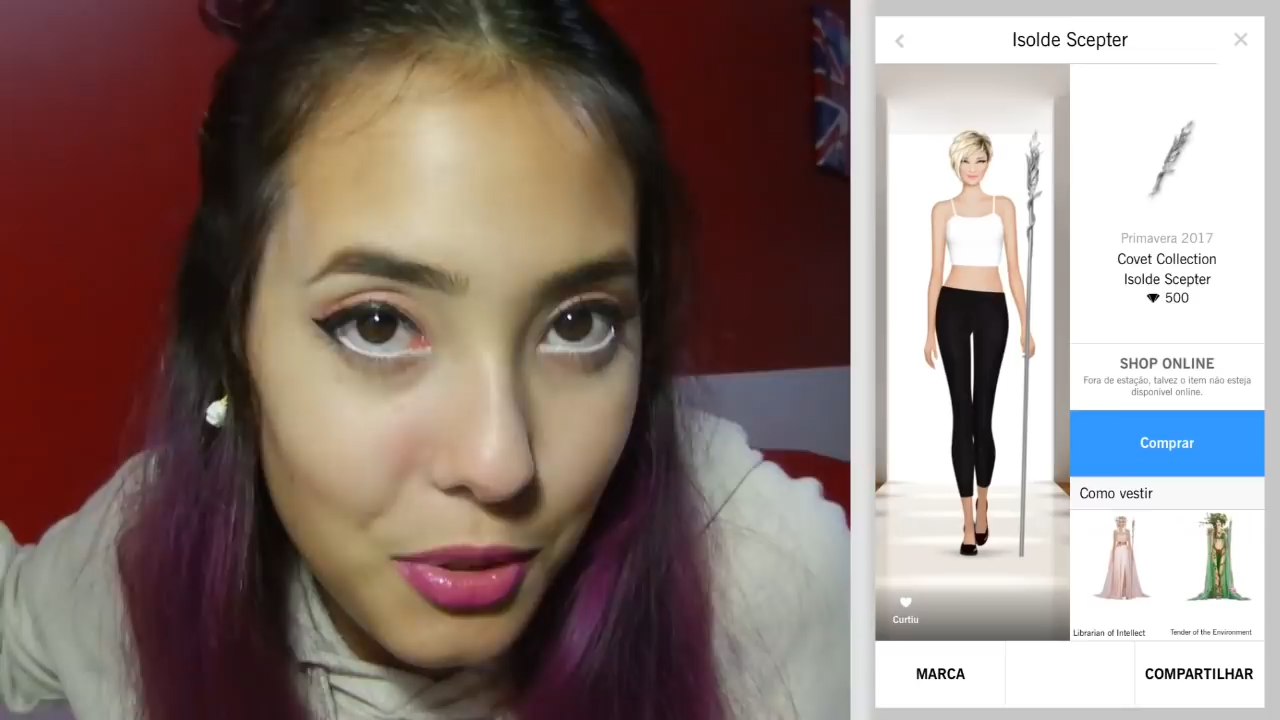 Isolde Scepter
Primavera 2017
Covet Collection
Isolde Scepter
500
SHOP ONLINE
Fora de estação, talvez o item não esteja
disponível online.
Comprar
Como vestir
Curtiu
Librarian of Intellect
Tender of the Environment
MARCA
COMPARTILHAR